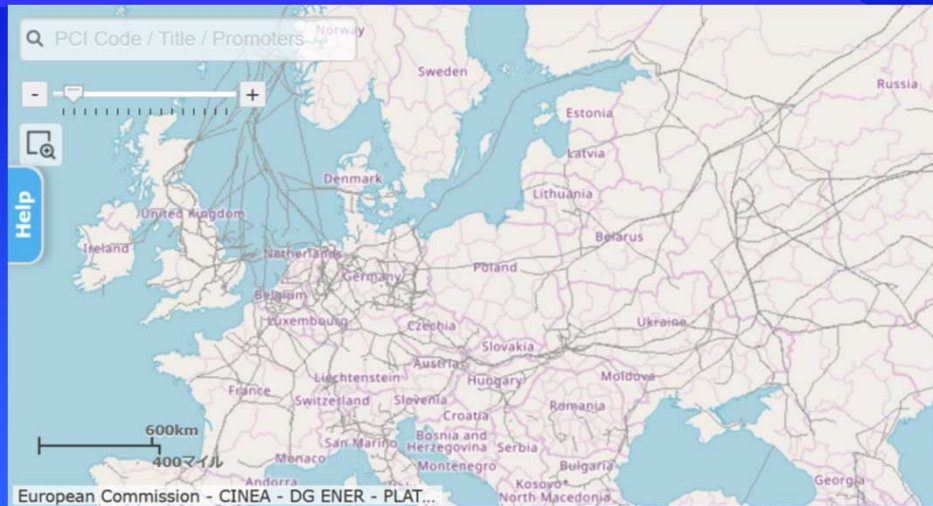 PCI Code / Title / Promoters
Norway
-
+
Sweden
Russia
Estonia
Latvia
Denmark
Lithuania
Help
United Kingdom
Ireland
Belarus
Netherlands
Poland
Germany
Belgium
Luxembourg
Ukraine
Czechia
Slovakia
Austria
Liechtenstein
Hungary
Moldova
France
Switzerland
Slovenia
Romania
Croatia
600km
San Marino
Bosnia and
Herzegovina
Serbia
400マイル
Monaco
Montenegro
Bulgaria
Andorra
Kosovo*
Georgia
European Commission - CINEA - DG ENER - PLAT...
North Macedonia